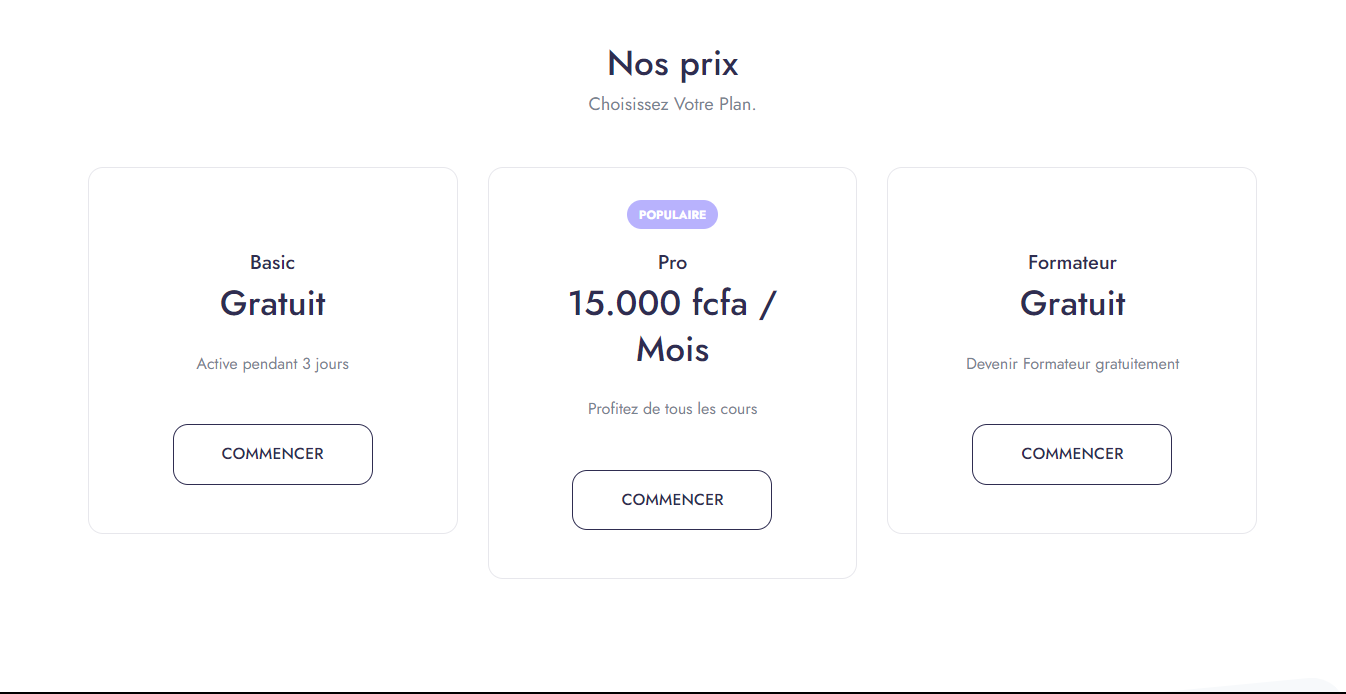 Nos prix
Choisissez Votre Plan.
Basic
Gratuit
Active pendant 3 jours
COMMENCER
POPULAIRE
Pro
15.000 fcfa /
Mois
Profitez de tous les cours
COMMENCER
Formateur
Gratuit
Devenir Formateur gratuitement
COMMENCER